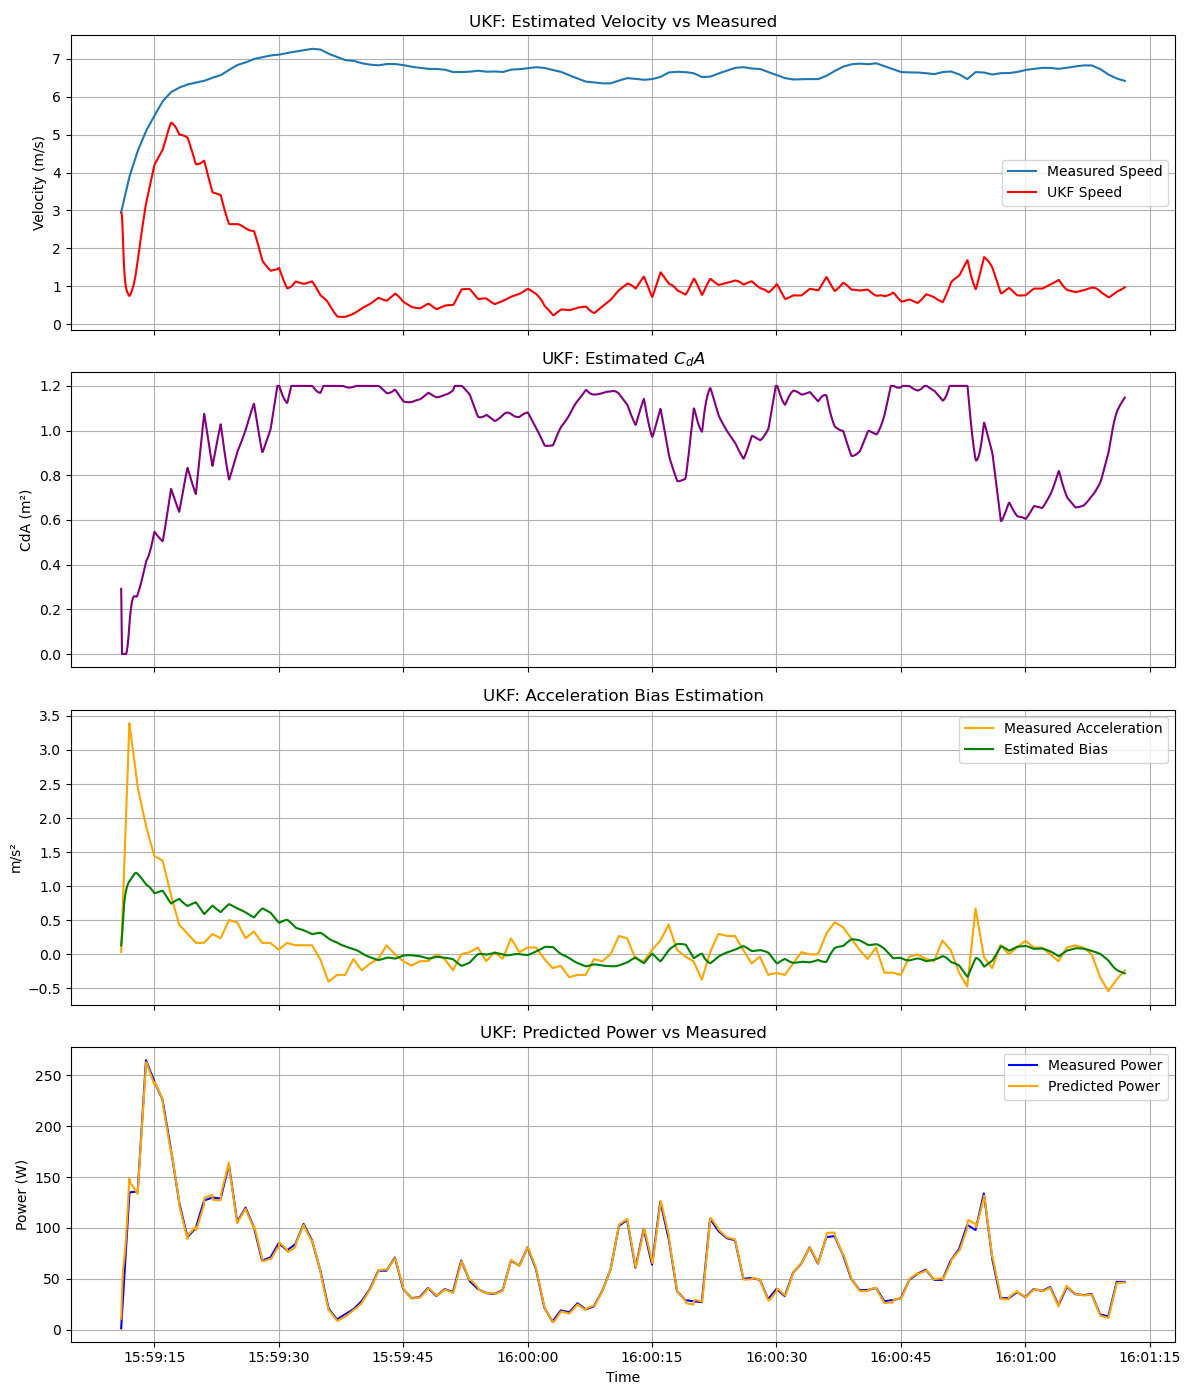 UKF: Estimated Velocity vs Measured
Velocity (m/s)
7
6
5
4
3
2
1
0
Measured Speed
UKF Speed
UKF: Estimated C_dA
CdA (m²)
1.2
1.0
0.8
0.6
0.4
0.2
0.0
UKF: Acceleration Bias Estimation
m/s²
3.5
3.0
2.5
2.0
1.5
1.0
0.5
0.0
−0.5
Measured Acceleration
Estimated Bias
UKF: Predicted Power vs Measured
Power (W)
250
200
150
100
50
0
Measured Power
Predicted Power
15:59:15 15:59:30 15:59:45 16:00:00 16:00:15 16:00:30 16:00:45 16:01:00 16:01:15
Time